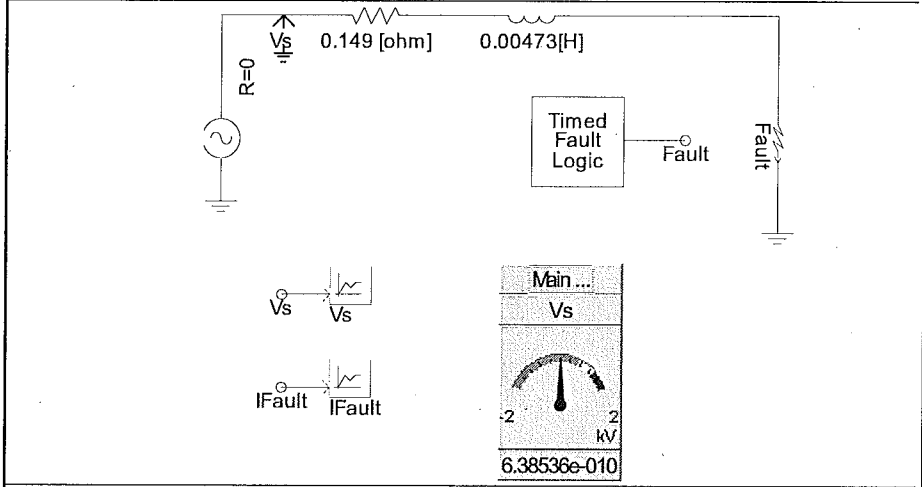 Vs
0.149 [ohm]
0.00473[H]
R=0
Timed
Fault
Logic
Fault
Fault
Vs
Vs
IFault
IFault
Main ...
Vs
-2
2
kV
6.38536e-010